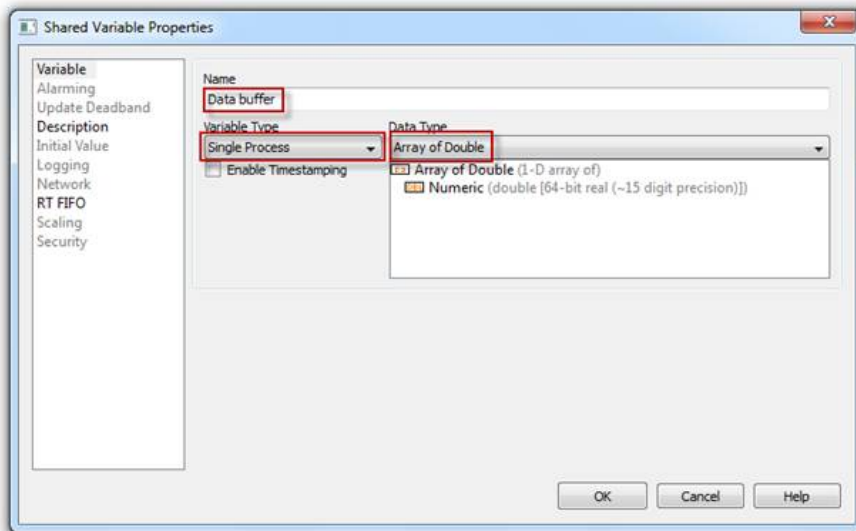 Shared Variable Properties
Variable
Alarming
Update Deadband
Description
Initial Value
Logging
Network
RT FIFO
Scaling
Security
Name
Data buffer
Variable Type
Data Type
Single Process
Array of Double
Enable Timestamping
Array of Double (1-D array of)
Numeric (double [64-bit real (~15 digit precision)])
OK
Cancel
Help